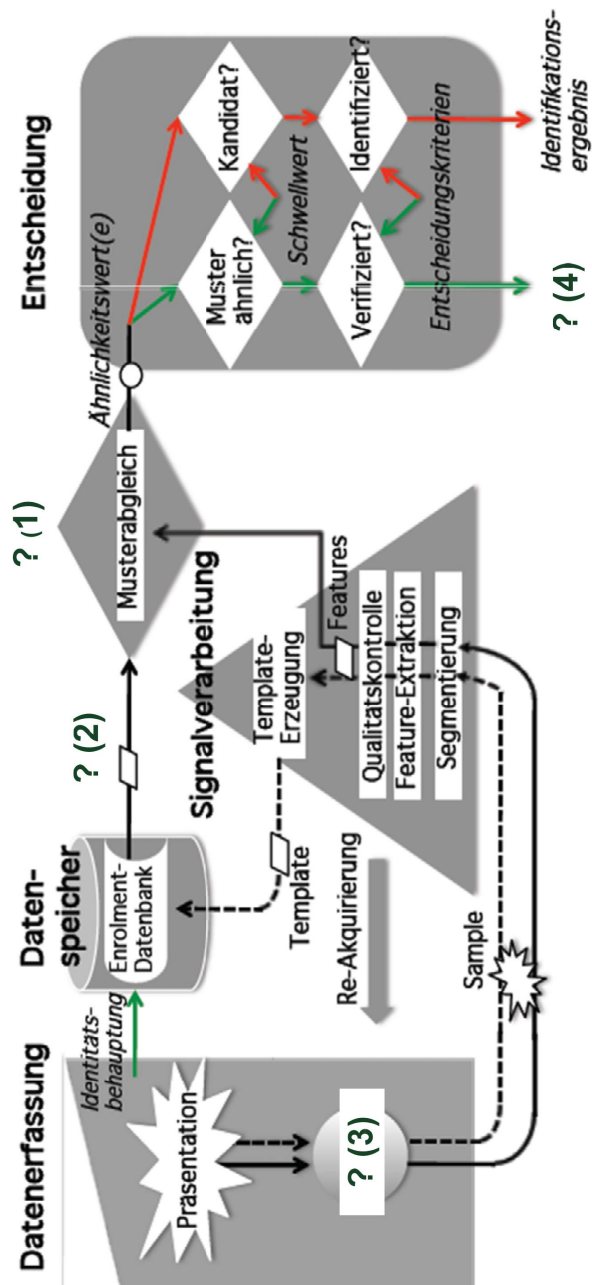 Datenerfassung
Daten-
speicher
? (1)
Entscheidung
Identitäts-
behauptung
Enrolment-
Datenbank
? (2)
Musterabgleich
Ähnlichkeitswert(e)
Präsentation
? (3)
Template
Signalverarbeitung
Template-
Erzeugung
Features
Muster
ähnlich?
Kandidat?
Schwellwert
Verifiziert?
Identifiziert?
Entscheidungskriterien
Re-Akquirierung
Qualitätskontrolle
Feature-Extraktion
Segmentierung
Sample
? (4)
Identifikations-
ergebnis